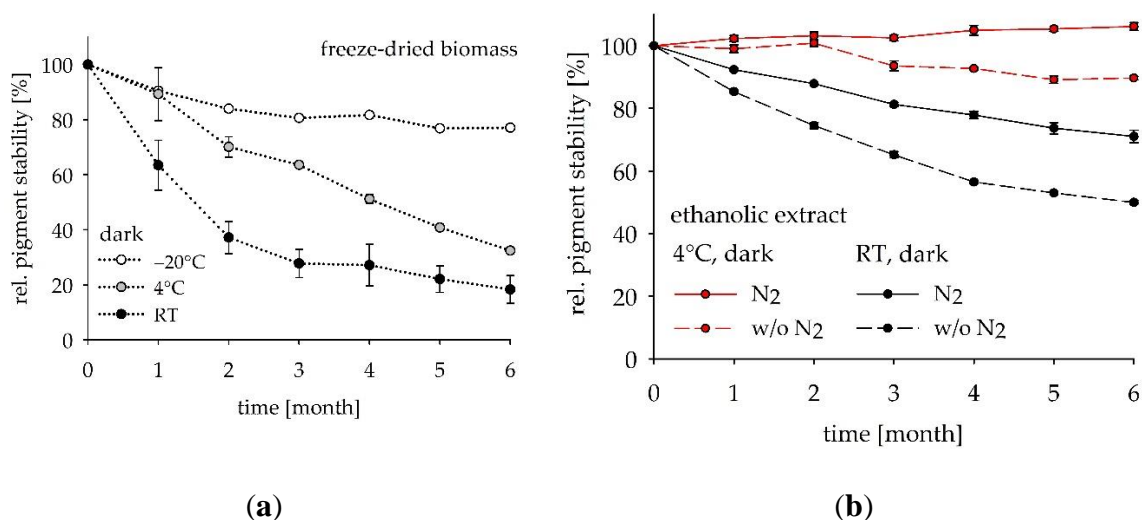 freeze-dried biomass
rel. pigment stability [%]
100
80
60
40
20
0
dark
–20°C
4°C
RT
0 1 2 3 4 5 6
time [month]
(a)
rel. pigment stability [%]
100
80
60
40
20
0
ethanolic extract
4°C, dark RT, dark
N2 N2
w/o N2 w/o N2
0 1 2 3 4 5 6
time [month]
(b)